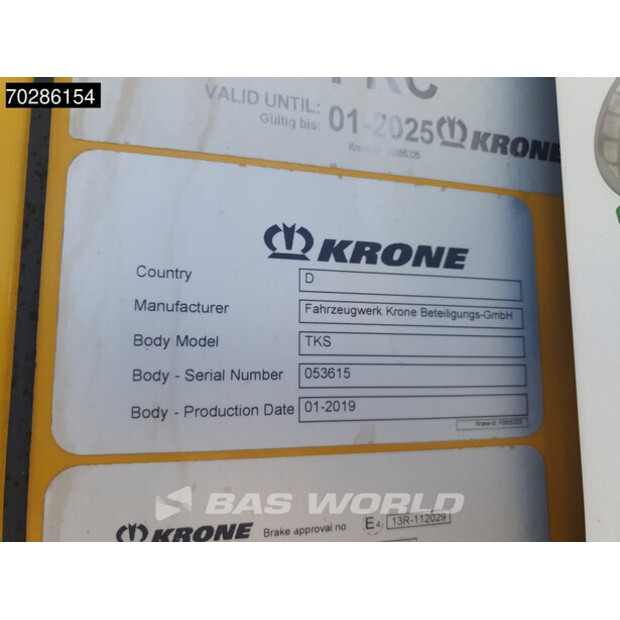 70286154
VALID UNTIL:
Gültig bis: 01-2025
KRONE
KRONE
Country D
Manufacturer Fahrzeugwerk Krone Beteiligungs-GmbH
Body Model TKS
Body - Serial Number 053615
Body - Production Date 01-2019
BAS WORLD
KRONE Brake approval no E4 13R-112029